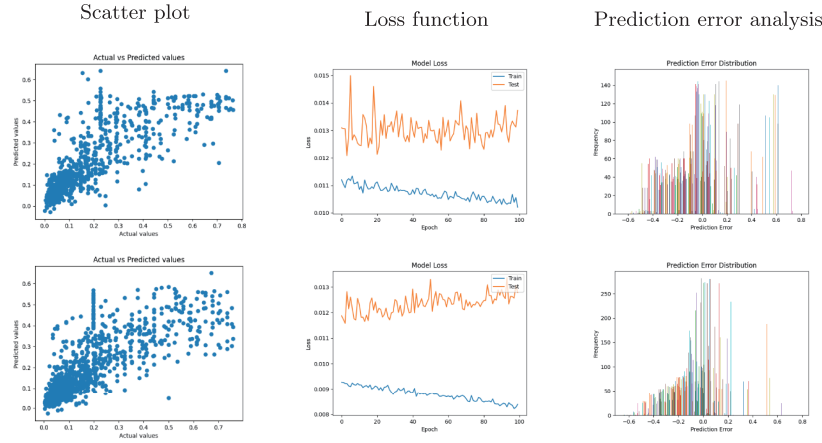 Scatter plot
Loss function
Prediction error analysis
Actual vs Predicted values
0.6
0.5
0.4
0.3
0.2
0.1
0.0
Predicted values
0.0 0.1 0.2 0.3 0.4 0.5 0.6 0.7 0.8
Actual values
Model Loss
Train
Test
0.015
0.014
0.013
0.012
0.011
0.010
Loss
0 20 40 60 80 100
Epoch
Prediction Error Distribution
140
120
100
80
60
40
20
0
Frequency
−0.6 −0.4 −0.2 0.0 0.2 0.4 0.6 0.8
Prediction Error
Actual vs Predicted values
0.6
0.5
0.4
0.3
0.2
0.1
0.0
Predicted values
0.0 0.1 0.2 0.3 0.4 0.5 0.6 0.7
Actual values
Model Loss
Train
Test
0.013
0.012
0.011
0.010
0.009
0.008
Loss
0 20 40 60 80 100
Epoch
Prediction Error Distribution
250
200
150
100
50
0
Frequency
−0.6 −0.4 −0.2 0.0 0.2 0.4 0.6 0.8
Prediction Error